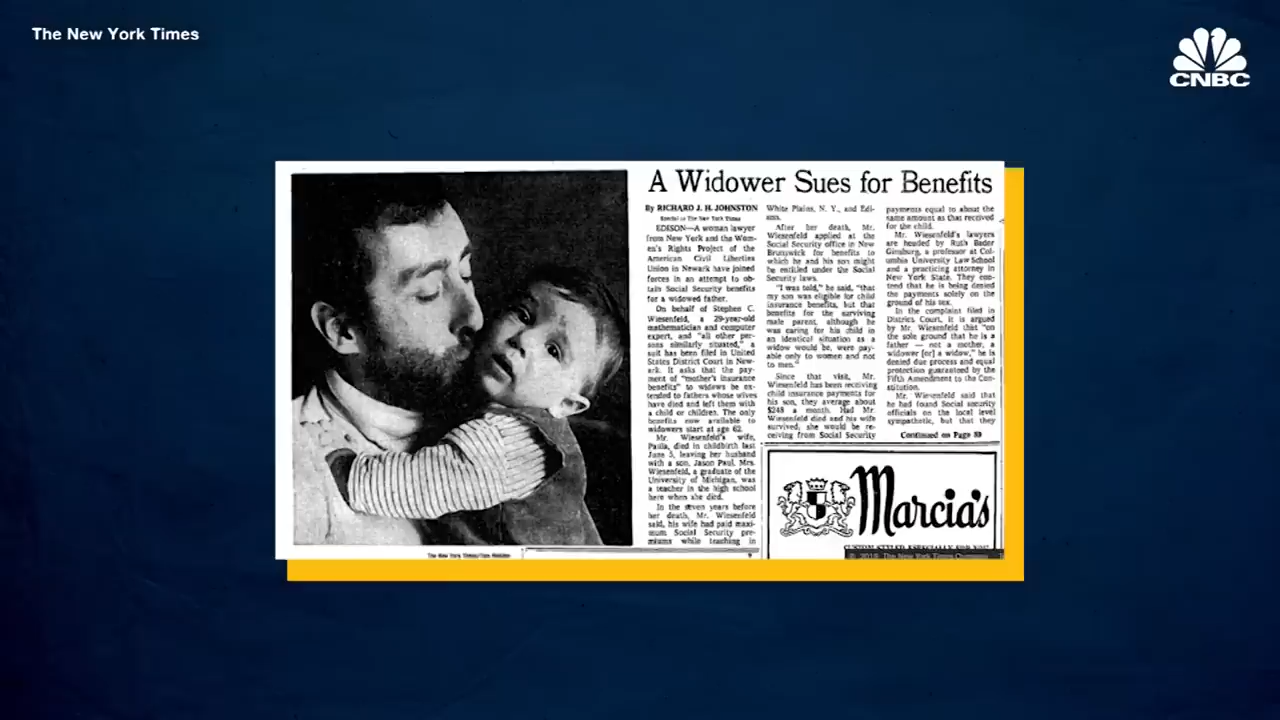 The New York Times
CNBC
A Widower Sues for Benefits
By RICHARD J. H. JOHNSTON
Special to The New York Times
EDISON—A woman lawyer
from New York and the Wom-
en's Rights Project of the
American Civil Liberties
Union in Newark have joined
forces in an attempt to ob-
tain Social Security benefits
for a widowed father.
On behalf of Stephen C.
Wiesenfeld, a 29-year-old
mathematician and computer
expert, and "all other per-
sons similarly situated," a
suit has been filed in United
States District Court in New-
ark. It asks that the pay-
ment of "mother's insurance
benefits" to widows be ex-
tended to fathers whose wives
have died and left them with
a child or children. The only
benefits now available to
widowers start at age 62.
Mr. Wiesenfeld's wife,
Paula, died in childbirth last
June 5, leaving her husband
with a son, Jason Paul. Mrs.
Wiesenfeld, a graduate of the
University of Michigan, was
a teacher in the high school
here when she died.
In the seven years before
her death, Mr. Wiesenfeld
said, his wife had paid maxi-
mum Social Security pre-
miums while teaching in
White Plains, N. Y., and Edi-
son.
After her death, Mr.
Wiesenfeld applied at the
Social Security office in New
Brunswick for benefits to
which he and his son might
be entitled under the Social
Security laws.
"I was told," he said, "that
my son was eligible for child
insurance benefits, but that
benefits for the surviving
male parent, although he
was caring for his child in
an identical situation as a
widow would be, were pay-
able only to women and not
to men."
Since that visit, Mr.
Wiesenfeld has been receiving
child insurance payments for
his son, they average about
$248 a month. Had Mr.
Wiesenfeld died and his wife
survived, she would be re-
ceiving from Social Security
payments equal to about the
same amount as that received
for the child.
Mr. Wiesenfeld's lawyers
are headed by Ruth Bader
Ginsburg, a professor at Col-
umbia University Law School
and a practicing attorney in
New York State. They con-
tend that he is being denied
the payments solely on the
ground of his sex.
In the complaint filed in
District Court, it is argued
by Mr. Wiesenfeld that "on
the sole ground that he is a
father — not a mother, a
widower [or] a widow," he is
denied due process and equal
protection guaranteed by the
Fifth Amendment to the Con-
stitution.
Mr. Wiesenfeld said that
he had found Social security
officials on the local level
sympathetic, but that they
Continued on Page
Marcia's